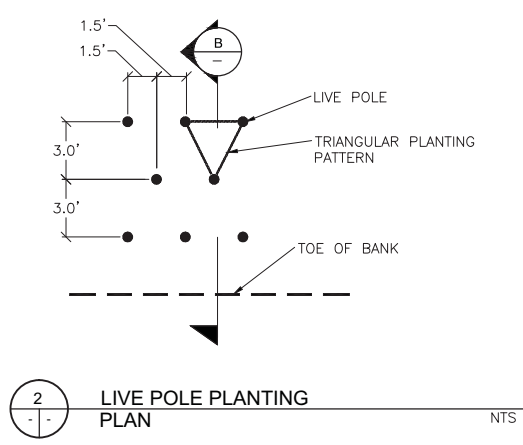 1.5'
1.5'
B
-
LIVE POLE
TRIANGULAR PLANTING
PATTERN
3.0'
3.0'
TOE OF BANK
2
- -
LIVE POLE PLANTING
PLAN
NTS